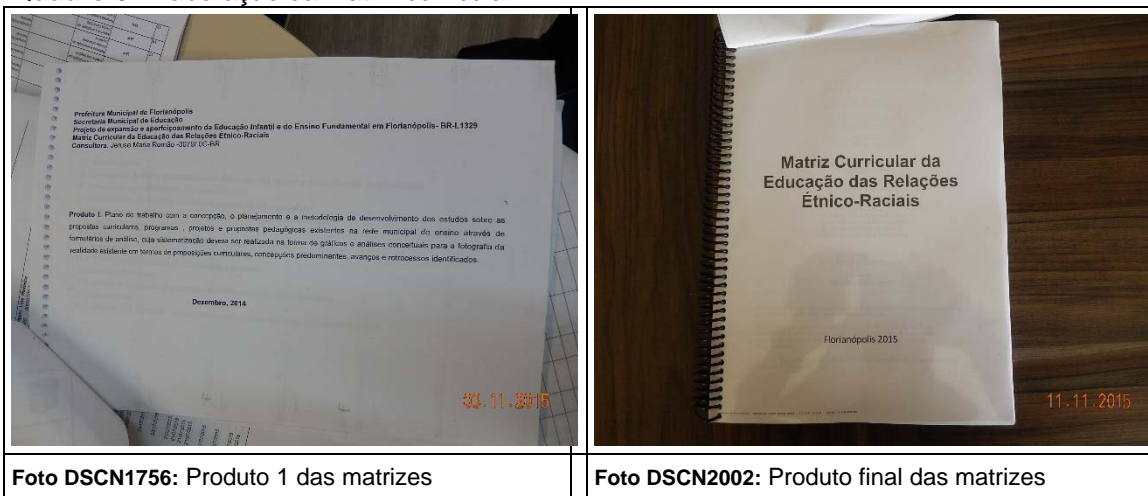 Prefeitura Municipal de Florianópolis
Secretaria Municipal de Educação
Projeto de expansão e aperfeiçoamento da Educação Infantil e do Ensino Fundamental em Florianópolis- BR-L1329
Matriz Curricular da Educação das Relações Étnico-Raciais
Consultora: Jeruse Maria Romão
Produto I: Plano de trabalho com a concepção, o planejamento e a metodologia de desenvolvimento dos estudos sobre as
propostas curriculares, programas , projetos e propostas pedagógicas existentes na rede municipal de ensino através de
formulários de análise, cuja sistematização deverá ser realizada na forma de gráficos e análises conceituais para a fotografia da
realidade existente em termos de proposições curriculares, concepções predominantes, avanços e retrocessos identificados.
Dezembro, 2014
03.11.2015
Foto DSCN1756: Produto 1 das matrizes
Matriz Curricular da
Educação das Relações
Étnico-Raciais
Florianópolis 2015
11.11.2015
Foto DSCN2002: Produto final das matrizes